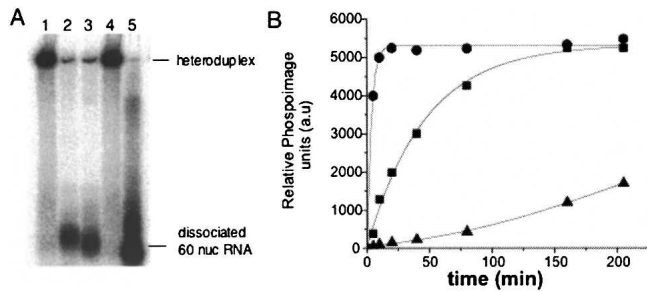 A
1 2 3 4 5
heteroduplex
dissociated
60 nuc RNA
B
Relative Phospoimage
units (a.u)
6000
5000
4000
3000
2000
1000
0
0 50 100 150 200
time (min)